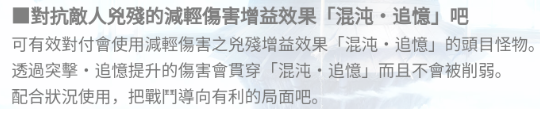 ■對抗敵人兇殘的減輕傷害增益效果「混沌・追憶」吧
可有效對付會使用減輕傷害之兇殘增益效果「混沌・追憶」的頭目怪物。
透過突擊・追憶提升的傷害會貫穿「混沌・追憶」而且不會被削弱。
配合狀況使用，把戰鬥導向有利的局面吧。